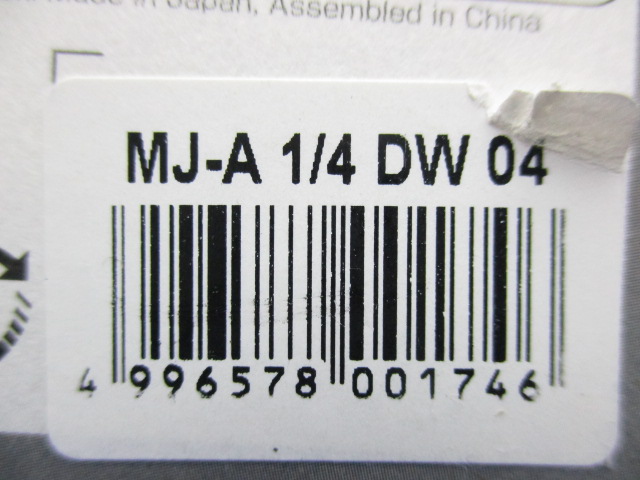 Made in Japan, Assembled in China
MJ-A 1/4 DW 04
4 996578 001746